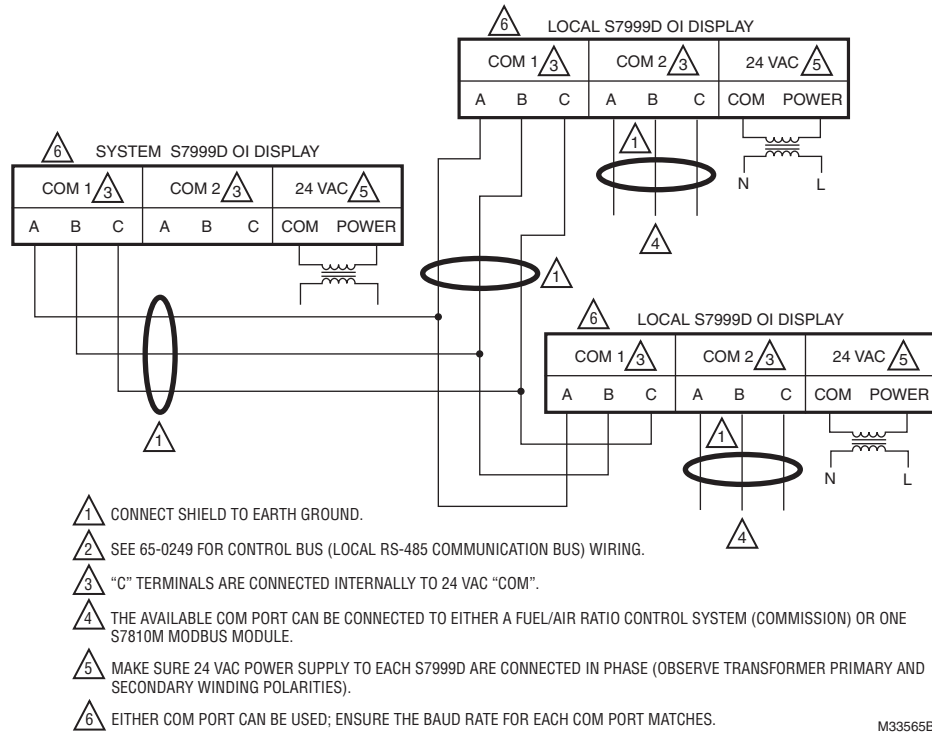 6 LOCAL S7999D OI DISPLAY
COM 1 3 COM 2 3 24 VAC 5
A B C A B C COM POWER
1
N L
4
6 SYSTEM S7999D OI DISPLAY
COM 1 3 COM 2 3 24 VAC 5
A B C A B C COM POWER
1
1
6 LOCAL S7999D OI DISPLAY
COM 1 3 COM 2 3 24 VAC 5
A B C A B C COM POWER
1
N L
4
1 CONNECT SHIELD TO EARTH GROUND.
2 SEE 65-0249 FOR CONTROL BUS (LOCAL RS-485 COMMUNICATION BUS) WIRING.
3 “C” TERMINALS ARE CONNECTED INTERNALLY TO 24 VAC “COM”.
4 THE AVAILABLE COM PORT CAN BE CONNECTED TO EITHER A FUEL/AIR RATIO CONTROL SYSTEM (COMMISSION) OR ONE
S7810M MODBUS MODULE.
5 MAKE SURE 24 VAC POWER SUPPLY TO EACH S7999D ARE CONNECTED IN PHASE (OBSERVE TRANSFORMER PRIMARY AND
SECONDARY WINDING POLARITIES).
6 EITHER COM PORT CAN BE USED; ENSURE THE BAUD RATE FOR EACH COM PORT MATCHES.
M33565B